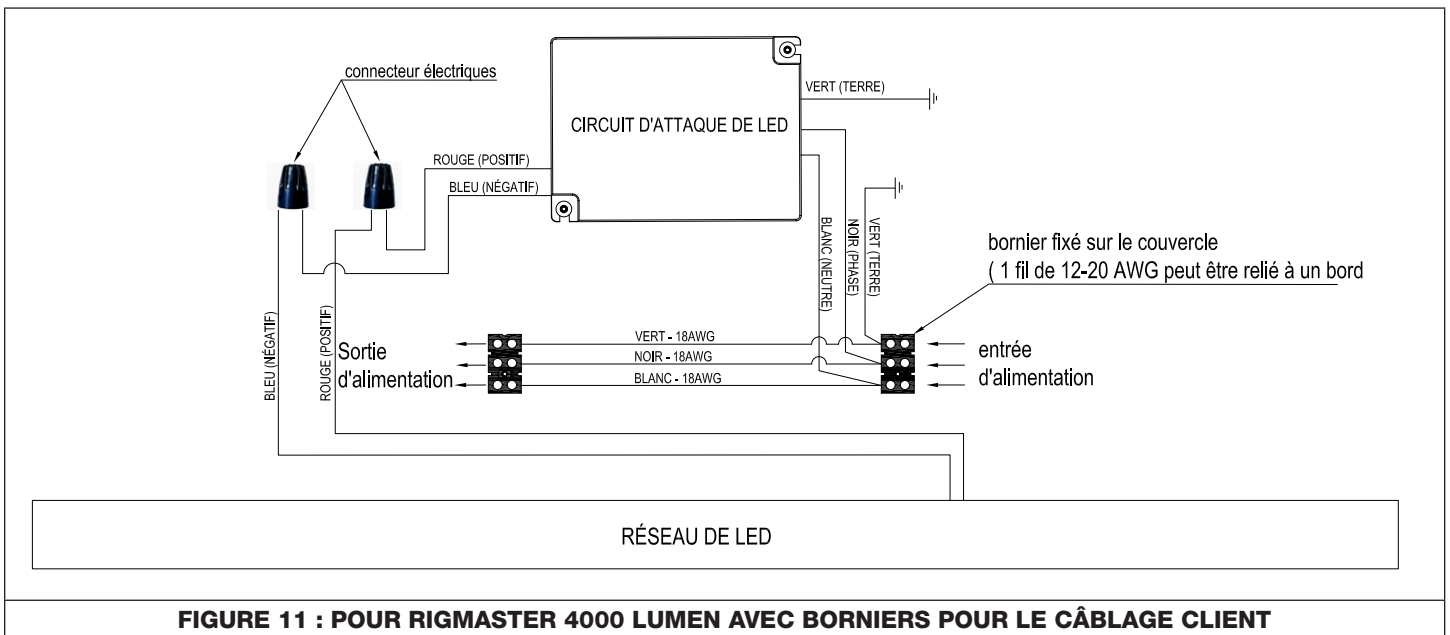 connecteur électriques
VERT (TERRE)
CIRCUIT D'ATTAQUE DE LED
ROUGE (POSITIF)
BLEU (NÉGATIF)
BLANC (NEUTRE)
NOIR (PHASE)
VERT (TERRE)
bornier fixé sur le couvercle
( 1 fil de 12-20 AWG peut être relié à un bord
BLEU (NÉGATIF)
ROUGE (POSITIF)
Sortie
d'alimentation
VERT - 18AWG
NOIR - 18AWG
BLANC - 18AWG
entrée
d'alimentation
RÉSEAU DE LED
FIGURE 11 : POUR RIGMASTER 4000 LUMEN AVEC BORNIERS POUR LE CÂBLAGE CLIENT